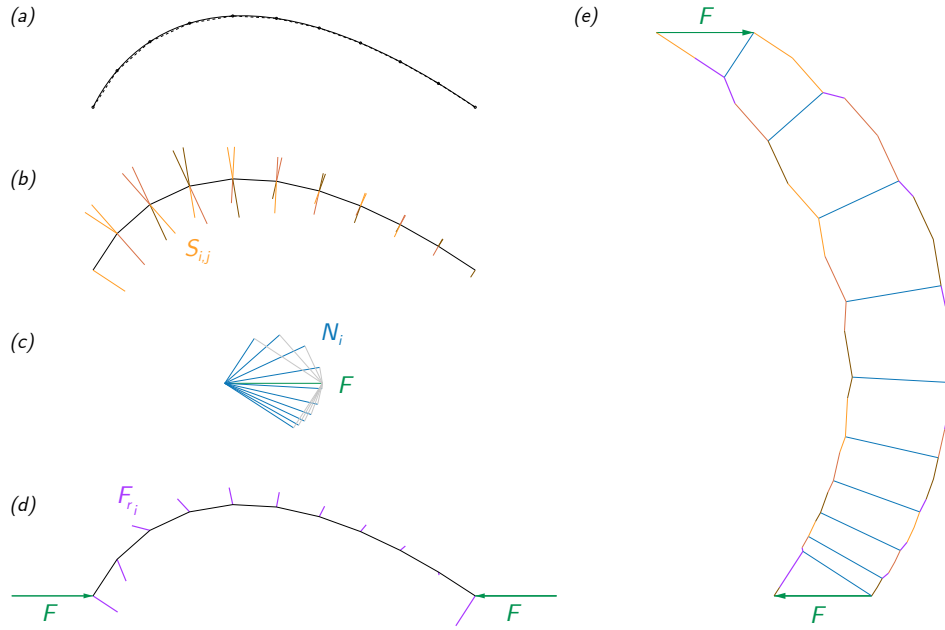 (a)
(b)
S_{i,j}
(c)
N_i
F
(d)
F_{r_i}
F
F
(e)
F
F